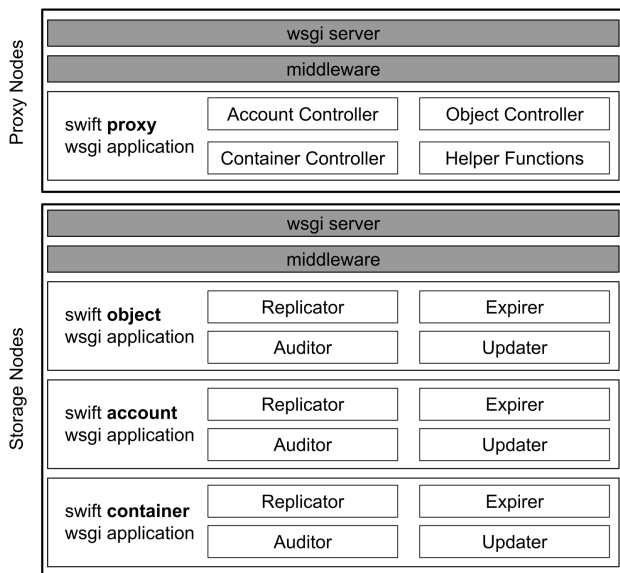 Proxy Nodes
wsgi server
middleware
swift proxy
wsgi application
Account Controller
Object Controller
Container Controller
Helper Functions
Storage Nodes
wsgi server
middleware
swift object
wsgi application
Replicator
Expirer
Auditor
Updater
swift account
wsgi application
Replicator
Expirer
Auditor
Updater
swift container
wsgi application
Replicator
Expirer
Auditor
Updater